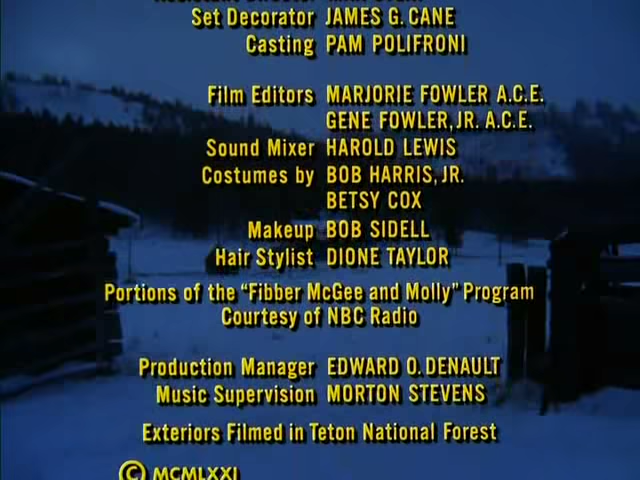 Set Decorator JAMES G. CANE
Casting PAM POLIFRONI
Film Editors MARJORIE FOWLER A.C.E.
GENE FOWLER, JR. A.C.E.
Sound Mixer HAROLD LEWIS
Costumes by BOB HARRIS, JR.
BETSY COX
Makeup BOB SIDELL
Hair Stylist DIONE TAYLOR
Portions of the "Fibber McGee and Molly" Program
Courtesy of NBC Radio
Production Manager EDWARD O. DENAULT
Music Supervision MORTON STEVENS
Exteriors Filmed in Teton National Forest
© MCMLXXI